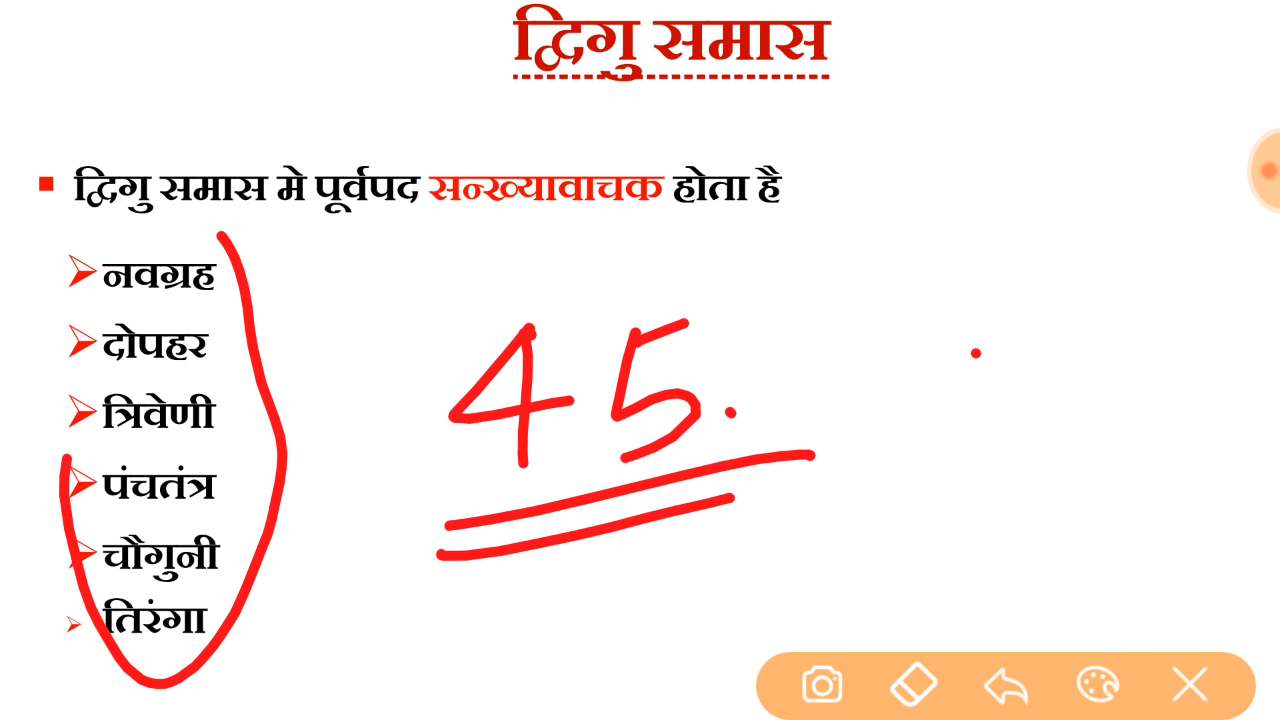 द्विगु समास
द्विगु समास मे पूर्वपद सन्ख्यावाचक होता है
नवग्रह
दोपहर
त्रिवेणी
पंचतंत्र
चौगुनी
तिरंगा
45.